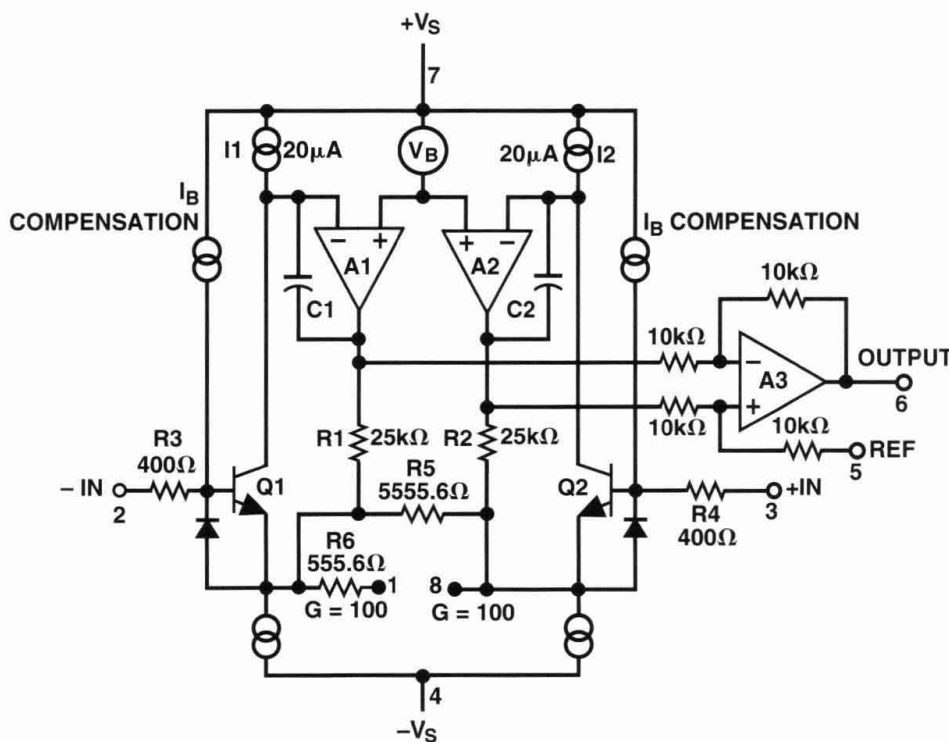 +VS
7
I1
20µA
VB
20µA
I2
IB
COMPENSATION
IB COMPENSATION
− +
+ −
A1
A2
C1
C2
10kΩ
10kΩ
−
A3
+
OUTPUT
6
10kΩ
10kΩ
REF
5
R1
25kΩ
R2
25kΩ
R3
400Ω
R5
5555.6Ω
− IN
2
Q1
Q2
R4
400Ω
+IN
3
R6
555.6Ω
1
8
G = 100
G = 100
4
−VS